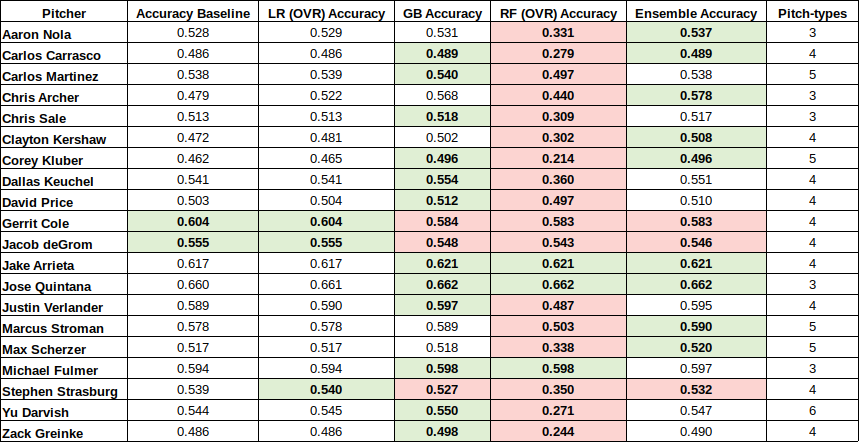 Pitcher Accuracy Baseline LR (OVR) Accuracy GB Accuracy RF (OVR) Accuracy Ensemble Accuracy Pitch-types
Aaron Nola 0.528 0.529 0.531 0.331 0.537 3
Carlos Carrasco 0.486 0.486 0.489 0.279 0.489 4
Carlos Martinez 0.538 0.539 0.540 0.497 0.538 5
Chris Archer 0.479 0.522 0.568 0.440 0.578 3
Chris Sale 0.513 0.513 0.518 0.309 0.517 3
Clayton Kershaw 0.472 0.481 0.502 0.302 0.508 4
Corey Kluber 0.462 0.465 0.496 0.214 0.496 5
Dallas Keuchel 0.541 0.541 0.554 0.360 0.551 4
David Price 0.503 0.504 0.512 0.497 0.510 4
Gerrit Cole 0.604 0.604 0.584 0.583 0.583 4
Jacob deGrom 0.555 0.555 0.548 0.543 0.546 4
Jake Arrieta 0.617 0.617 0.621 0.621 0.621 4
Jose Quintana 0.660 0.661 0.662 0.662 0.662 3
Justin Verlander 0.589 0.590 0.597 0.487 0.595 4
Marcus Stroman 0.578 0.578 0.589 0.503 0.590 5
Max Scherzer 0.517 0.517 0.518 0.338 0.520 5
Michael Fulmer 0.594 0.594 0.598 0.598 0.597 3
Stephen Strasburg 0.539 0.540 0.527 0.350 0.532 4
Yu Darvish 0.544 0.545 0.550 0.271 0.547 6
Zack Greinke 0.486 0.486 0.498 0.244 0.490 4